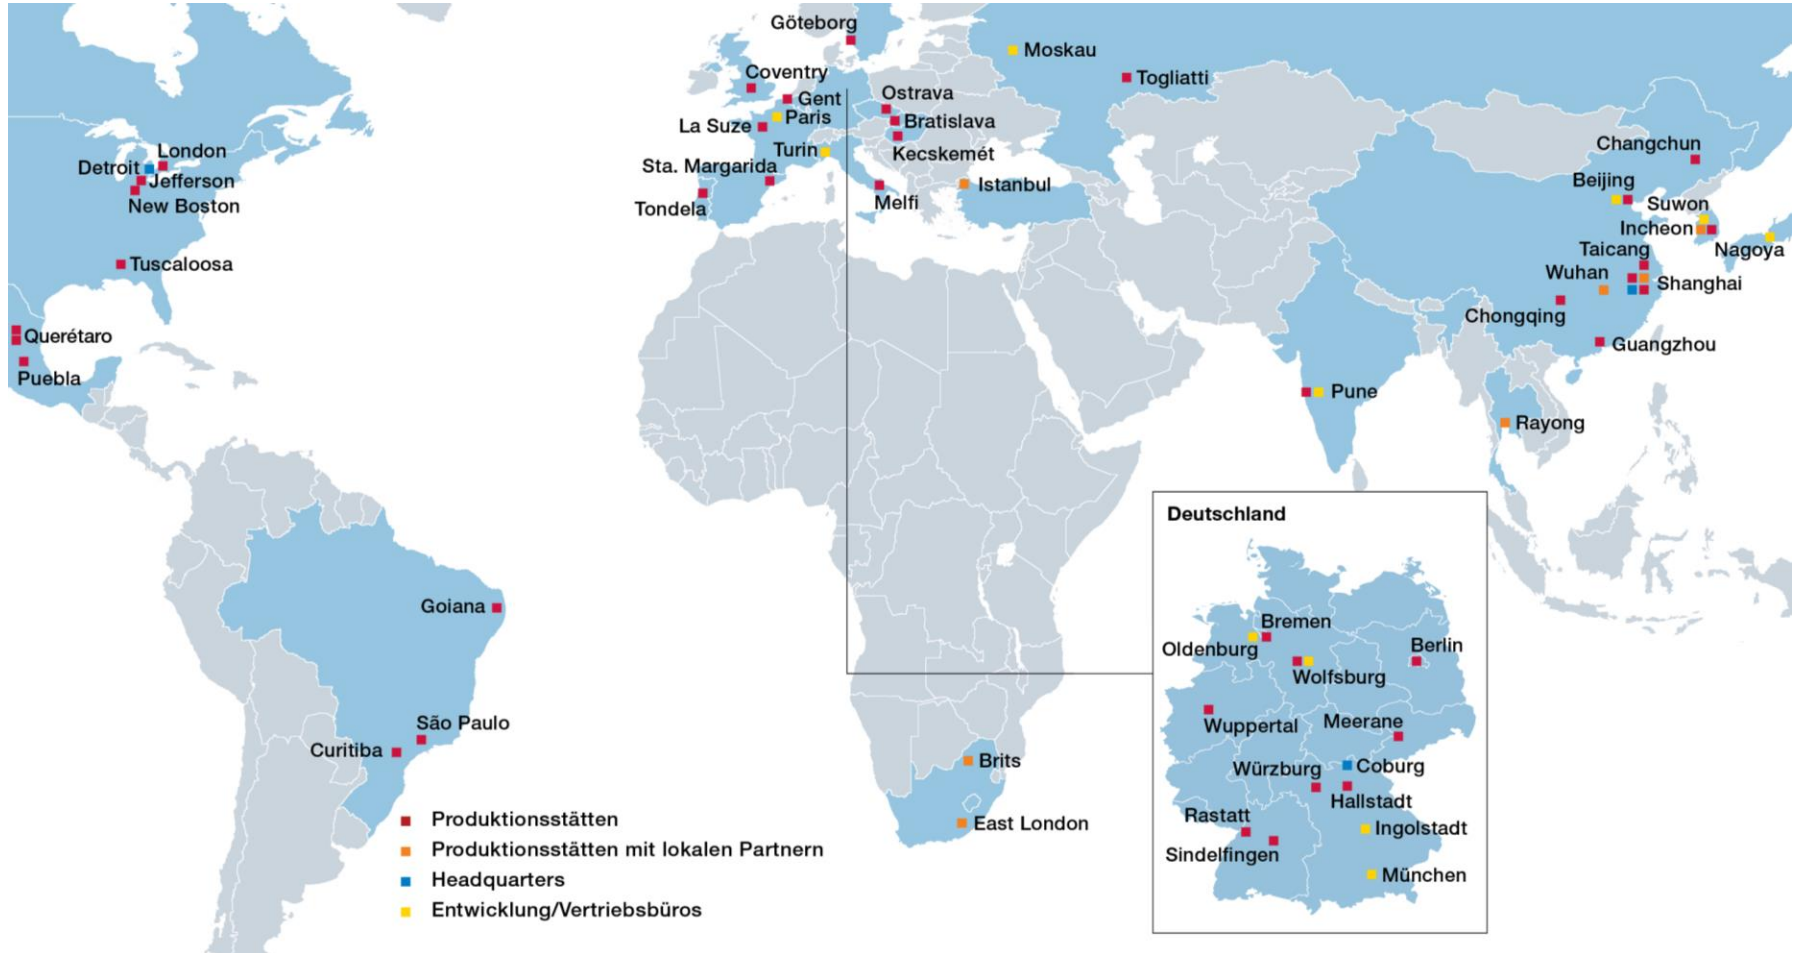 Göteborg
Moskau
Coventry
Togliatti
Ostrava
Gent
Paris
Bratislava
La Suze
London
Detroit
Turin
Kecskemét
Changchun
Sta. Margarida
Jefferson
Istanbul
Beijing
New Boston
Melfi
Tondela
Suwon
Incheon
Nagoya
Taicang
Tuscaloosa
Wuhan
Shanghai
Chongqing
Querétaro
Guangzhou
Puebla
Pune
Rayong
Deutschland
Goiana
Bremen
Oldenburg
Berlin
Wolfsburg
São Paulo
Wuppertal
Meerane
Curitiba
Brits
Würzburg
Coburg
Hallstadt
Rastatt
East London
Ingolstadt
Sindelfingen
München
Produktionsstätten
Produktionsstätten mit lokalen Partnern
Headquarters
Entwicklung/Vertriebsbüros